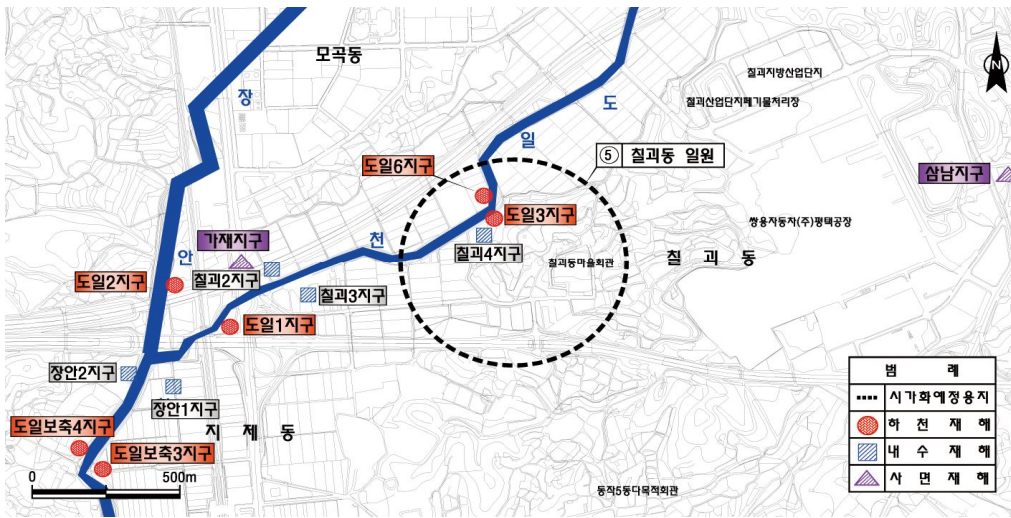 모곡동
장
안
도
일
천
N
칠괴지방산업단지
칠괴산업단지폐기물처리장
⑤ 칠괴동 일원
도일6지구
삼남지구
도일3지구
쌍용자동자(주)평택공장
가재지구
칠괴4지구
칠괴동마을회관
칠 괴 동
도일2지구
칠괴2지구
칠괴3지구
도일1지구
장안2지구
장안1지구
지 제 동
도일보축4지구
도일보축3지구
0 500m
동작5동다목적회관
범 례
시가화예정용지
하 천 재 해
내 수 재 해
사 면 재 해